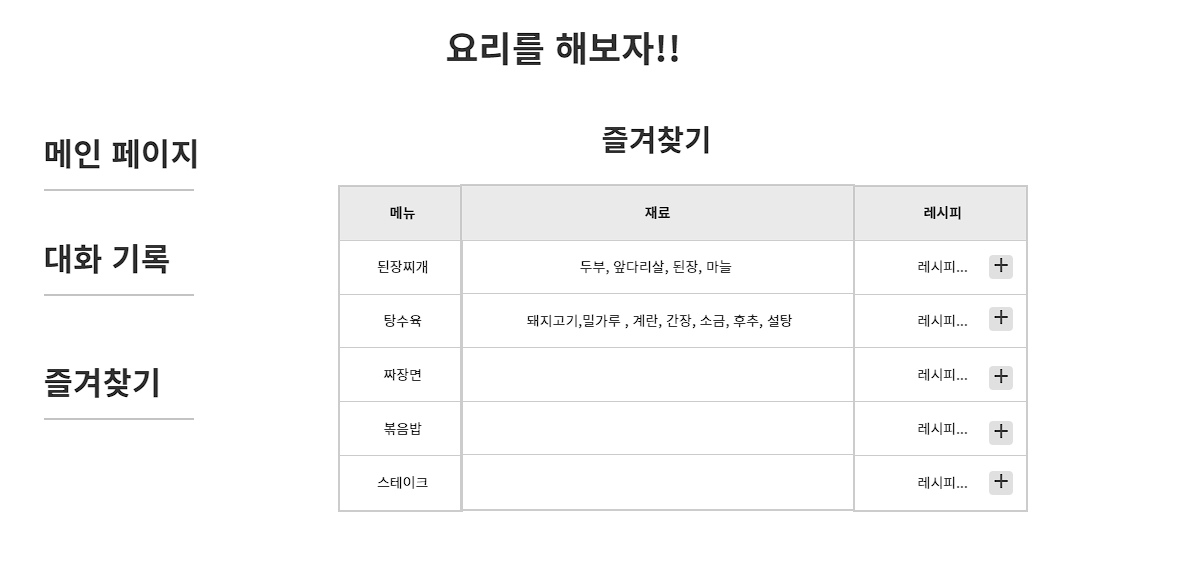 요리를 해보자!!
메인 페이지
대화 기록
즐겨찾기
즐겨찾기
메뉴 재료 레시피
된장찌개 두부, 앞다리살, 된장, 마늘 레시피... +
탕수육 돼지고기,밀가루 , 계란, 간장, 소금, 후추, 설탕 레시피... +
짜장면 레시피... +
볶음밥 레시피... +
스테이크 레시피... +